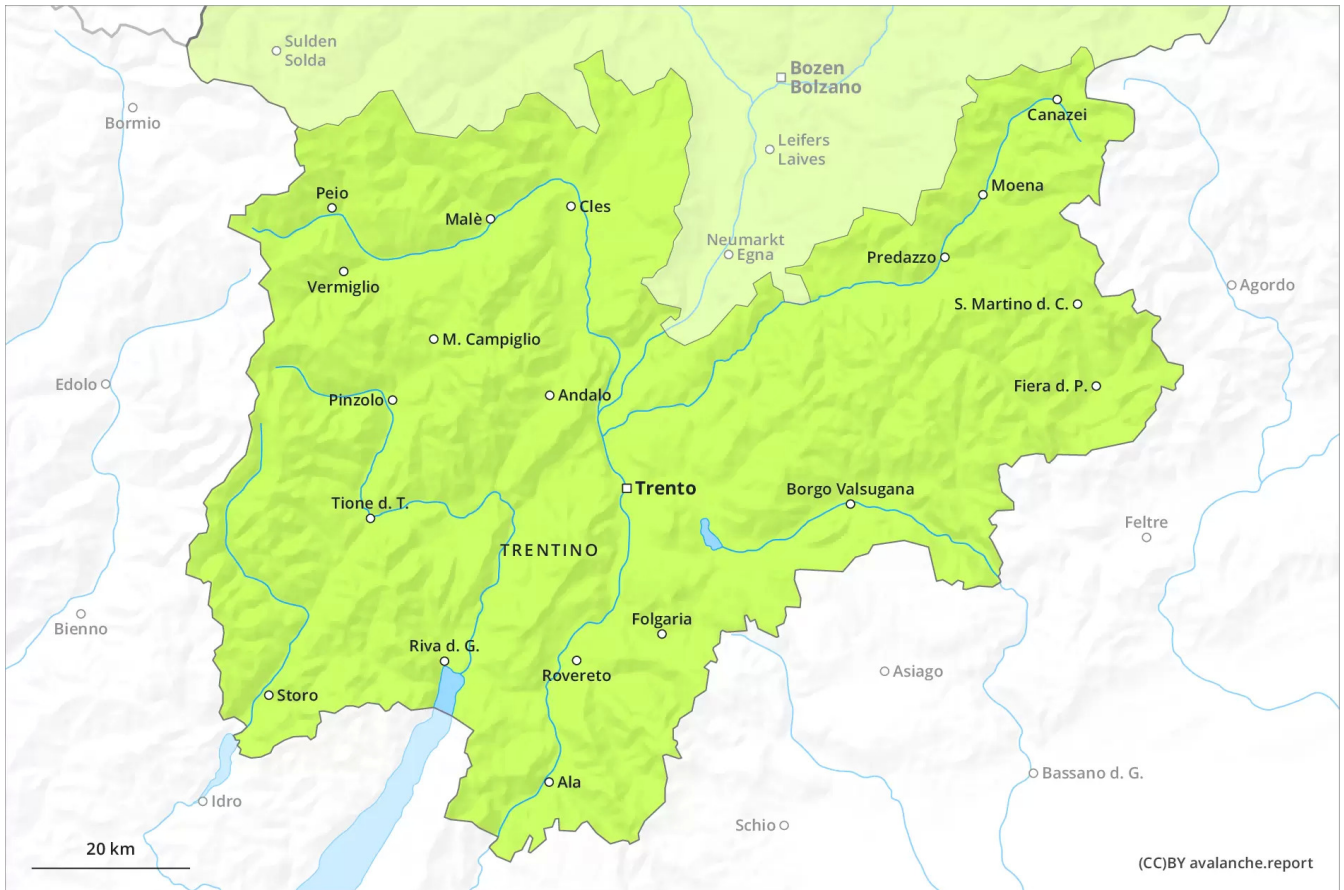 Sulden
Solda
Bozen
Bolzano
Bormio
Canazei
Leifers
Laives
Moena
Peio
Malè
Cles
Neumarkt
Egna
Predazzo
Vermiglio
Agordo
S. Martino d. C.
M. Campiglio
Edolo
Fiera d. P.
Pinzolo
Andalo
Trento
Borgo Valsugana
Tione d. T.
Feltre
TRENTINO
Folgaria
Bienno
Riva d. G.
Asiago
Rovereto
Storo
Bassano d. G.
Ala
Idro
Schio
20 km
(CC)BY avalanche.report